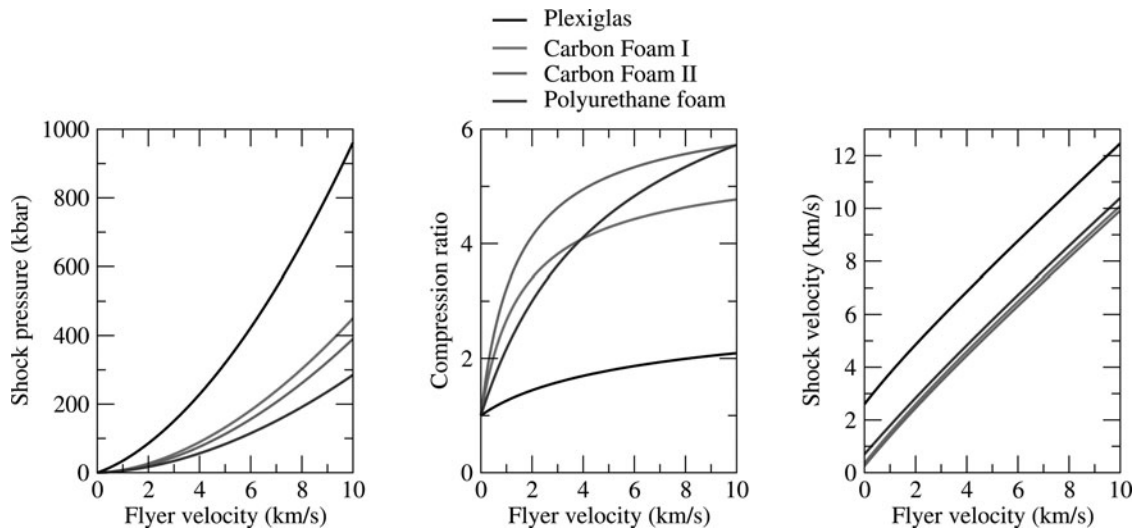 Plexiglas
Carbon Foam I
Carbon Foam II
Polyurethane foam
1000
800
600
400
200
0
Shock pressure (kbar)
0 2 4 6 8 10
Flyer velocity (km/s)
6
4
2
0
Compression ratio
0 2 4 6 8 10
Flyer velocity (km/s)
12
10
8
6
4
2
0
Shock velocity (km/s)
0 2 4 6 8 10
Flyer velocity (km/s)